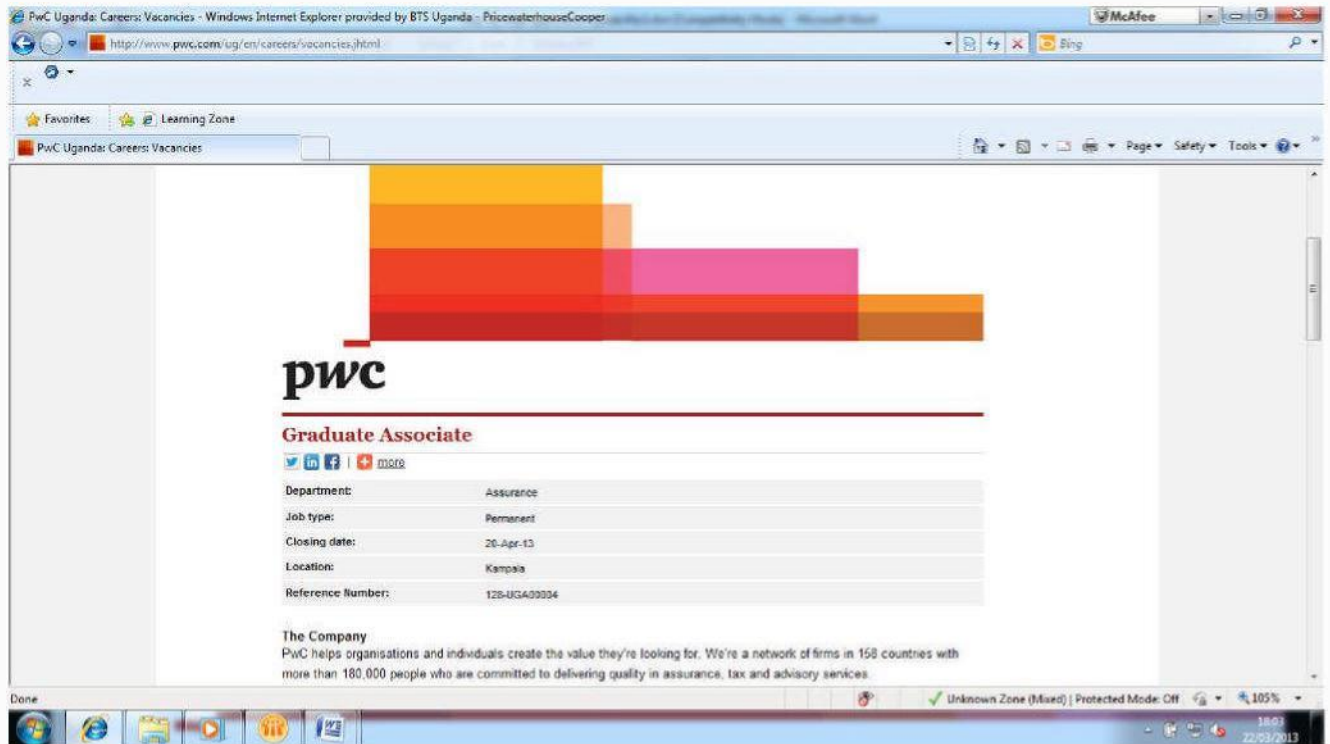 PwC Uganda: Careers: Vacancies - Windows Internet Explorer provided by BTS Uganda - PricewaterhouseCooper
McAfee
http://www.pwc.com/ug/en/careers/vacancies.jhtml
Bing
x
Favorites Learning Zone
PwC Uganda: Careers: Vacancies
Page Safety Tools
pwc
Graduate Associate
in f | more
Department: Assurance
Job type: Permanent
Closing date: 20-Apr-13
Location: Kampala
Reference Number: 128-UGA00004
The Company
PwC helps organisations and individuals create the value they're looking for. We're a network of firms in 158 countries with
more than 180,000 people who are committed to delivering quality in assurance, tax and advisory services.
Done Unknown Zone (Mixed) | Protected Mode: Off 105%
18:03
22/03/2013